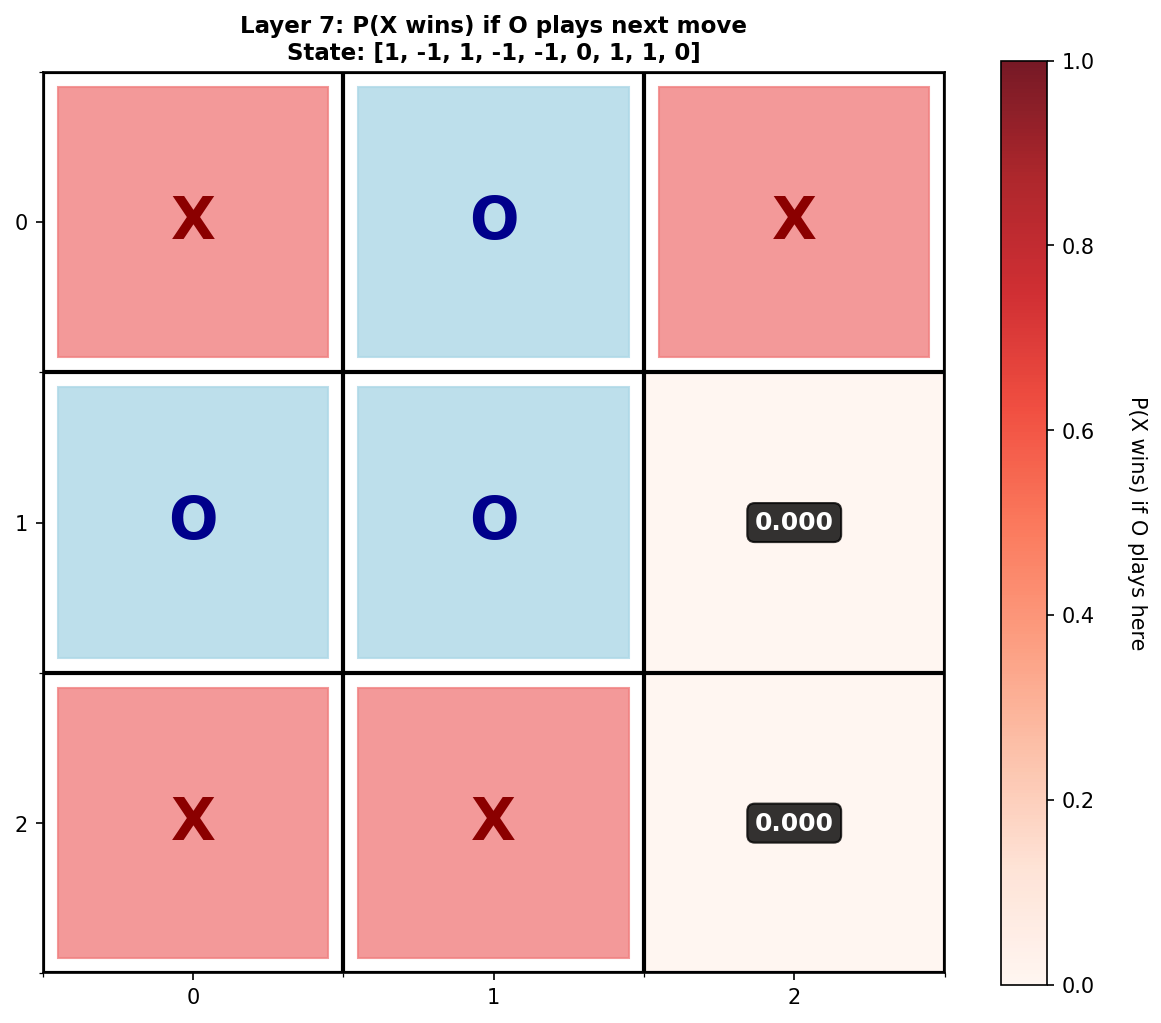 Layer 7: P(X wins) if O plays next move
State: [1, -1, 1, -1, -1, 0, 1, 1, 0]
0 X O X
1 O O 0.000
2 X X 0.000
0 1 2
1.0
0.8
0.6
0.4
0.2
0.0
P(X wins) if O plays here